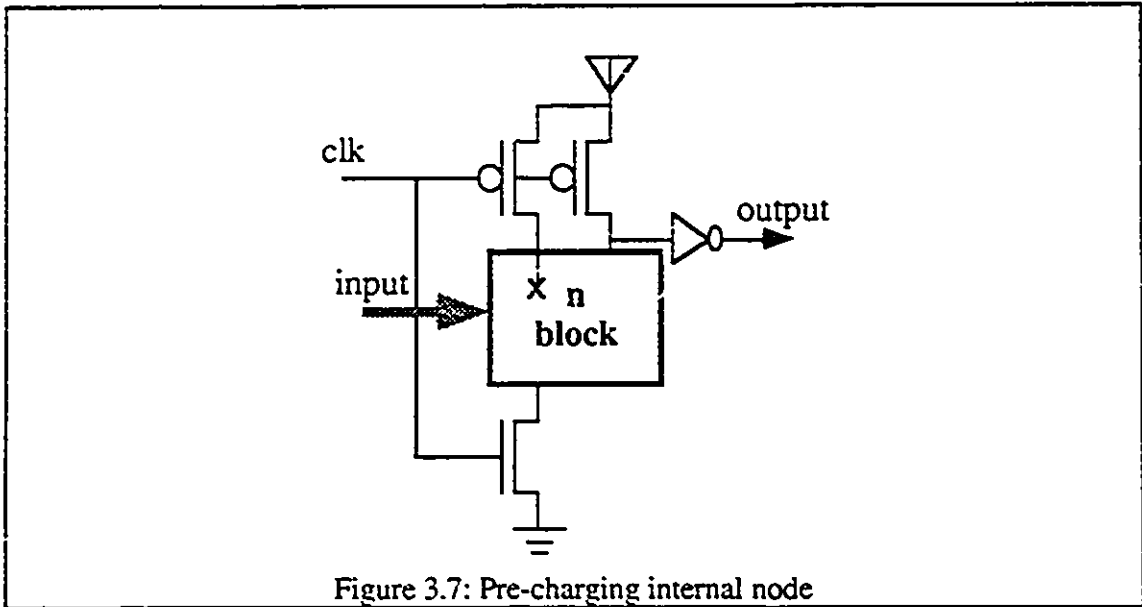 clk
output
input
X n
block
Figure 3.7: Pre-charging internal node